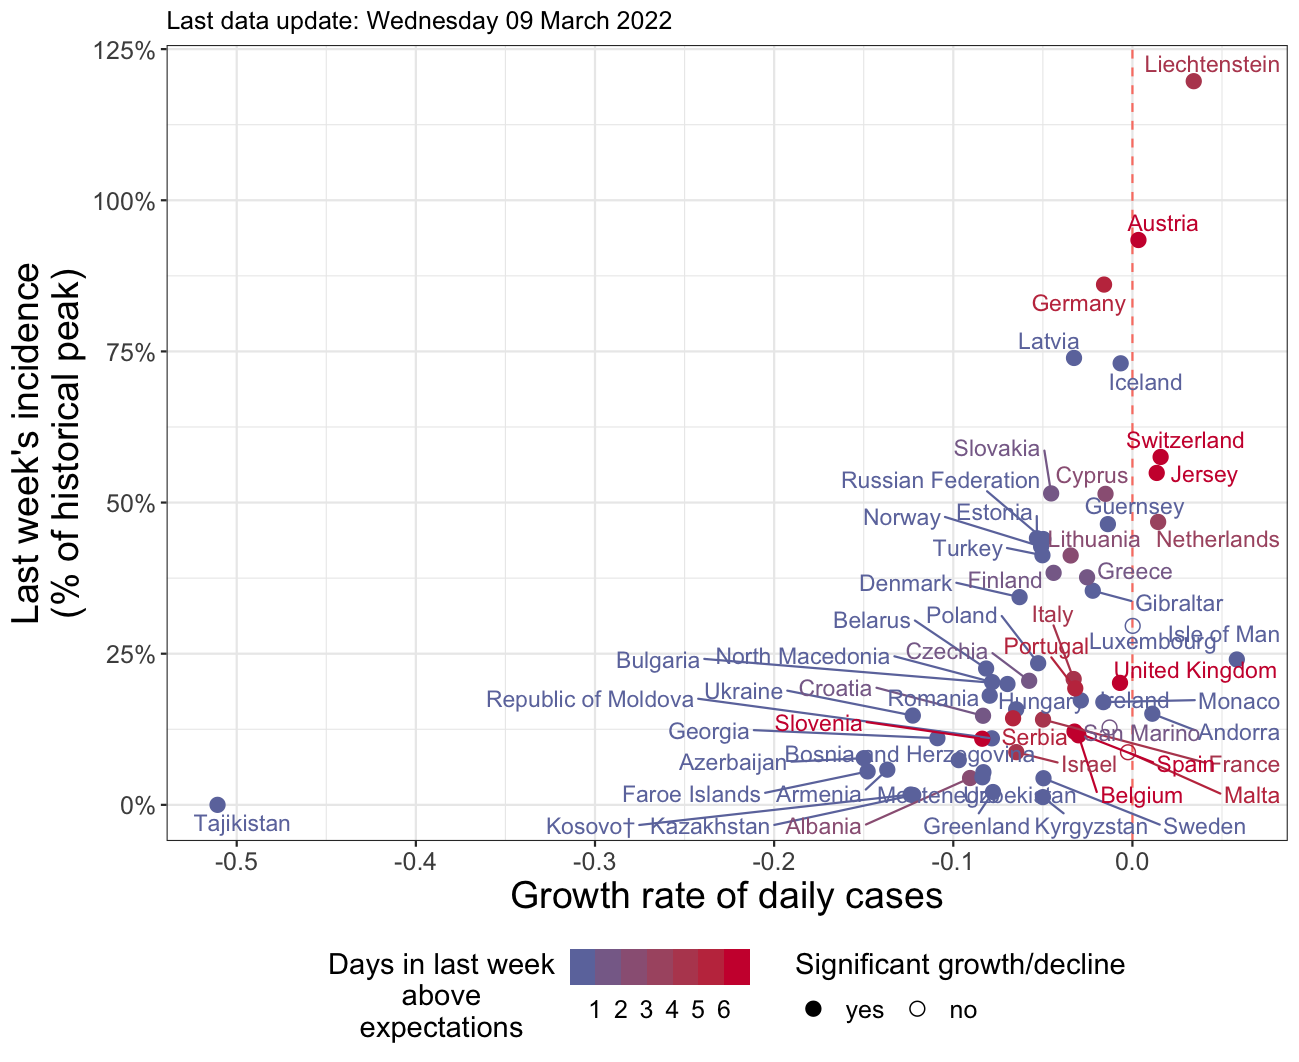 Last data update: Wednesday 09 March 2022
Last week's incidence
(% of historical peak)
125%
100%
75%
50%
25%
0%
Liechtenstein
Austria
Germany
Latvia
Iceland
Switzerland
Slovakia
Cyprus
Jersey
Russian Federation
Guernsey
Norway
Estonia
Lithuania
Netherlands
Turkey
Greece
Denmark
Finland
Gibraltar
Belarus
Poland
Italy
Luxembourg
Isle of Man
Bulgaria
North Macedonia
Czechia
Portugal
United Kingdom
Republic of Moldova
Ukraine
Croatia
Romania
Hungary
Ireland
Monaco
Georgia
Slovenia
Serbia
San Marino
Andorra
Azerbaijan
Bosnia and Herzegovina
Israel
Spain
France
Faroe Islands
Armenia
Montenegro
Uzbekistan
Belgium
Malta
Tajikistan
Kosovo†
Kazakhstan
Albania
Greenland
Kyrgyzstan
Sweden
-0.5
-0.4
-0.3
-0.2
-0.1
0.0
Growth rate of daily cases
Days in last week
above
expectations
1 2 3 4 5 6
Significant growth/decline
yes
no